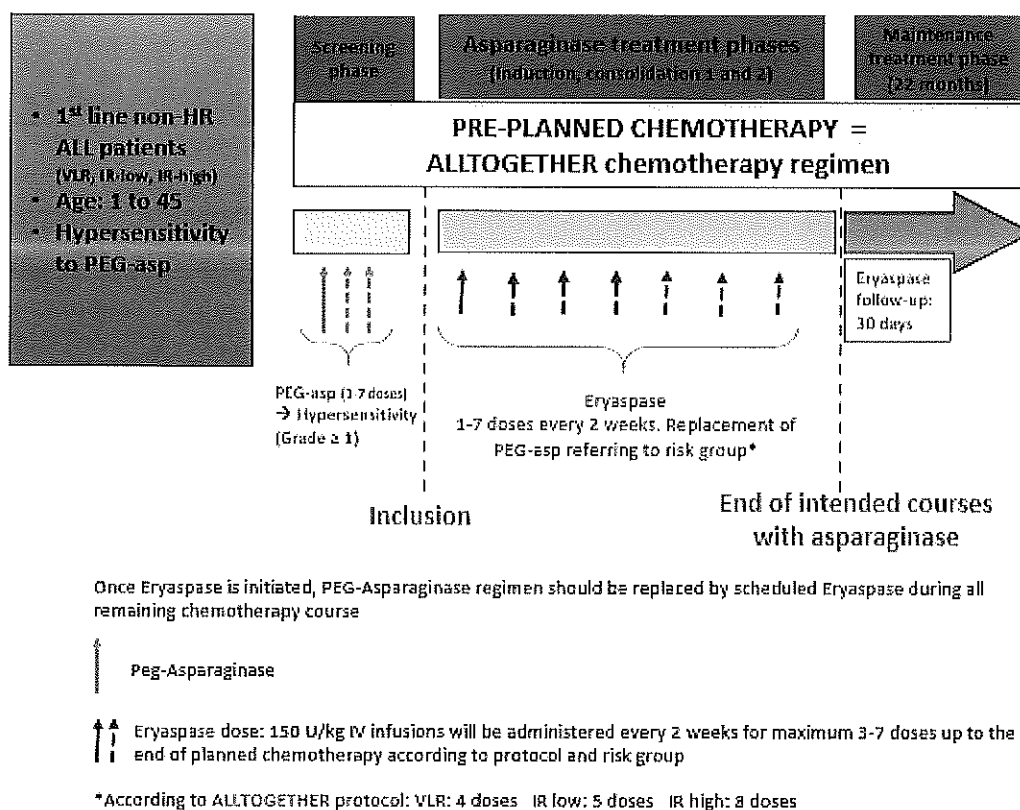 Screening
phase
Asparaginase treatment phases
(induction, consolidation 1 and 2)
Maintenance
treatment phase
(22 months)
• 1st line non-HR
ALL patients
(VLR, IR-low, IR-high)
• Age: 1 to 45
• Hypersensitivity
to PEG-asp
PRE-PLANNED CHEMOTHERAPY =
ALLTOGETHER chemotherapy regimen
Eryaspase
follow-up:
30 days
PEG-asp (1-7 doses)
→ Hypersensitivity
(Grade ≥ 1)
Eryaspase
1-7 doses every 2 weeks. Replacement of
PEG-asp referring to risk group*
Inclusion
End of intended courses
with asparaginase
Once Eryaspase is initiated, PEG-Asparaginase regimen should be replaced by scheduled Eryaspase during all
remaining chemotherapy course
Peg-Asparaginase
Eryaspase dose: 150 U/kg IV infusions will be administered every 2 weeks for maximum 3-7 doses up to the
end of planned chemotherapy according to protocol and risk group
*According to ALLTOGETHER protocol: VLR: 4 doses IR low: 5 doses IR high: 8 doses